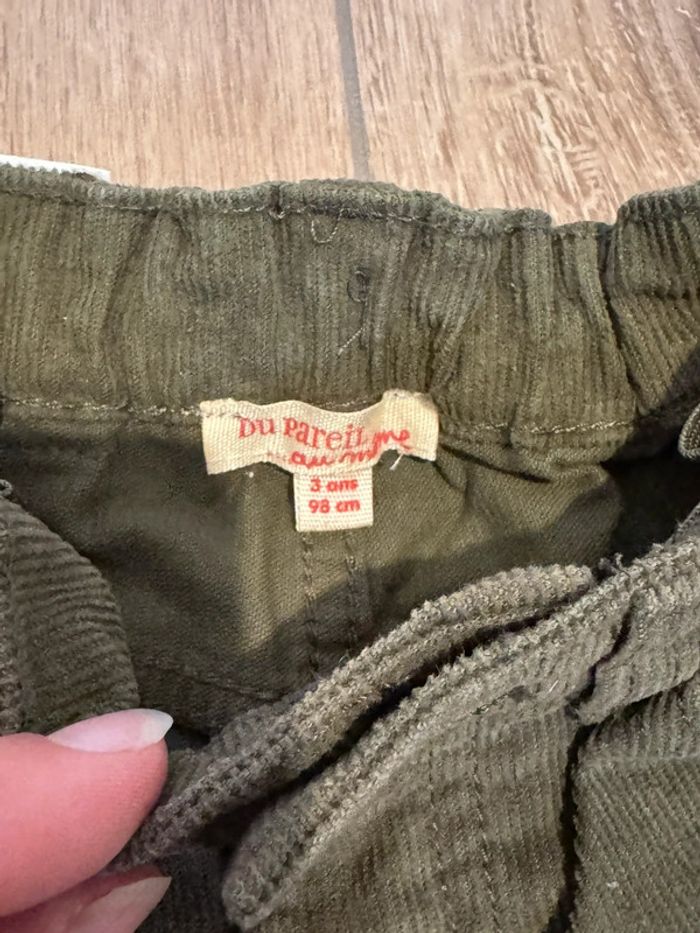 DU PAREIL
...au même
3 ans
98 cm